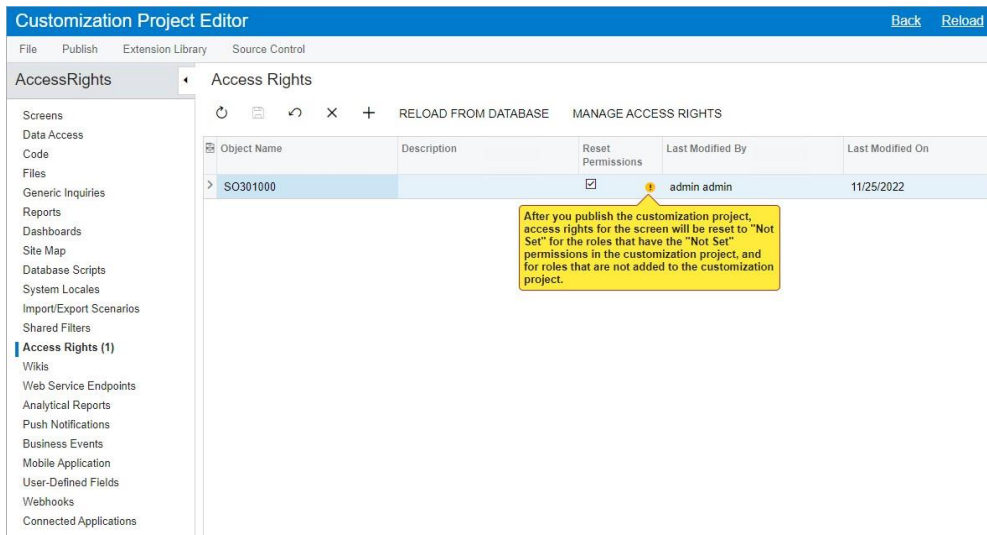 Customization Project Editor
Back Reload
File Publish Extension Library Source Control
AccessRights
Access Rights
RELOAD FROM DATABASE MANAGE ACCESS RIGHTS
Screens
Data Access
Code
Files
Generic Inquiries
Reports
Dashboards
Site Map
Database Scripts
System Locales
Import/Export Scenarios
Shared Filters
Access Rights (1)
Wikis
Web Service Endpoints
Analytical Reports
Push Notifications
Business Events
Mobile Application
User-Defined Fields
Webhooks
Connected Applications
Object Name Description Reset Permissions Last Modified By Last Modified On
SO301000 admin admin 11/25/2022
After you publish the customization project,
access rights for the screen will be reset to "Not
Set" for the roles that have the "Not Set"
permissions in the customization project, and
for roles that are not added to the customization
project.